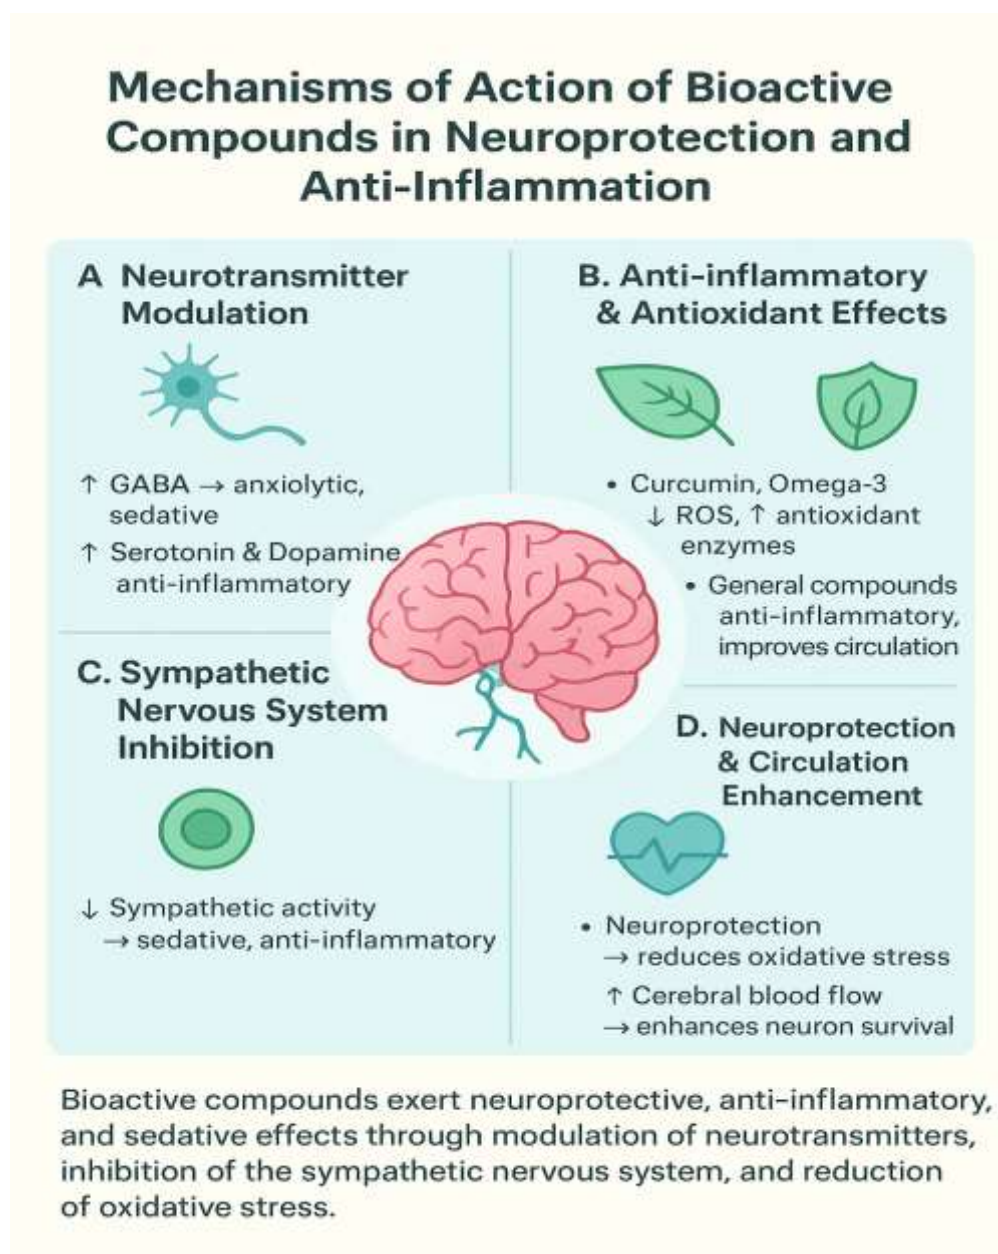 Mechanisms of Action of Bioactive
Compounds in Neuroprotection and
Anti-Inflammation
A Neurotransmitter
Modulation
↑ GABA → anxiolytic,
sedative
↑ Serotonin & Dopamine
anti-inflammatory
B. Anti-inflammatory
& Antioxidant Effects
• Curcumin, Omega-3
↓ ROS, ↑ antioxidant
enzymes
• General compounds
anti-inflammatory,
improves circulation
C. Sympathetic
Nervous System
Inhibition
↓ Sympathetic activity
→ sedative, anti-inflammatory
D. Neuroprotection
& Circulation
Enhancement
• Neuroprotection
→ reduces oxidative stress
↑ Cerebral blood flow
→ enhances neuron survival
Bioactive compounds exert neuroprotective, anti-inflammatory,
and sedative effects through modulation of neurotransmitters,
inhibition of the sympathetic nervous system, and reduction
of oxidative stress.